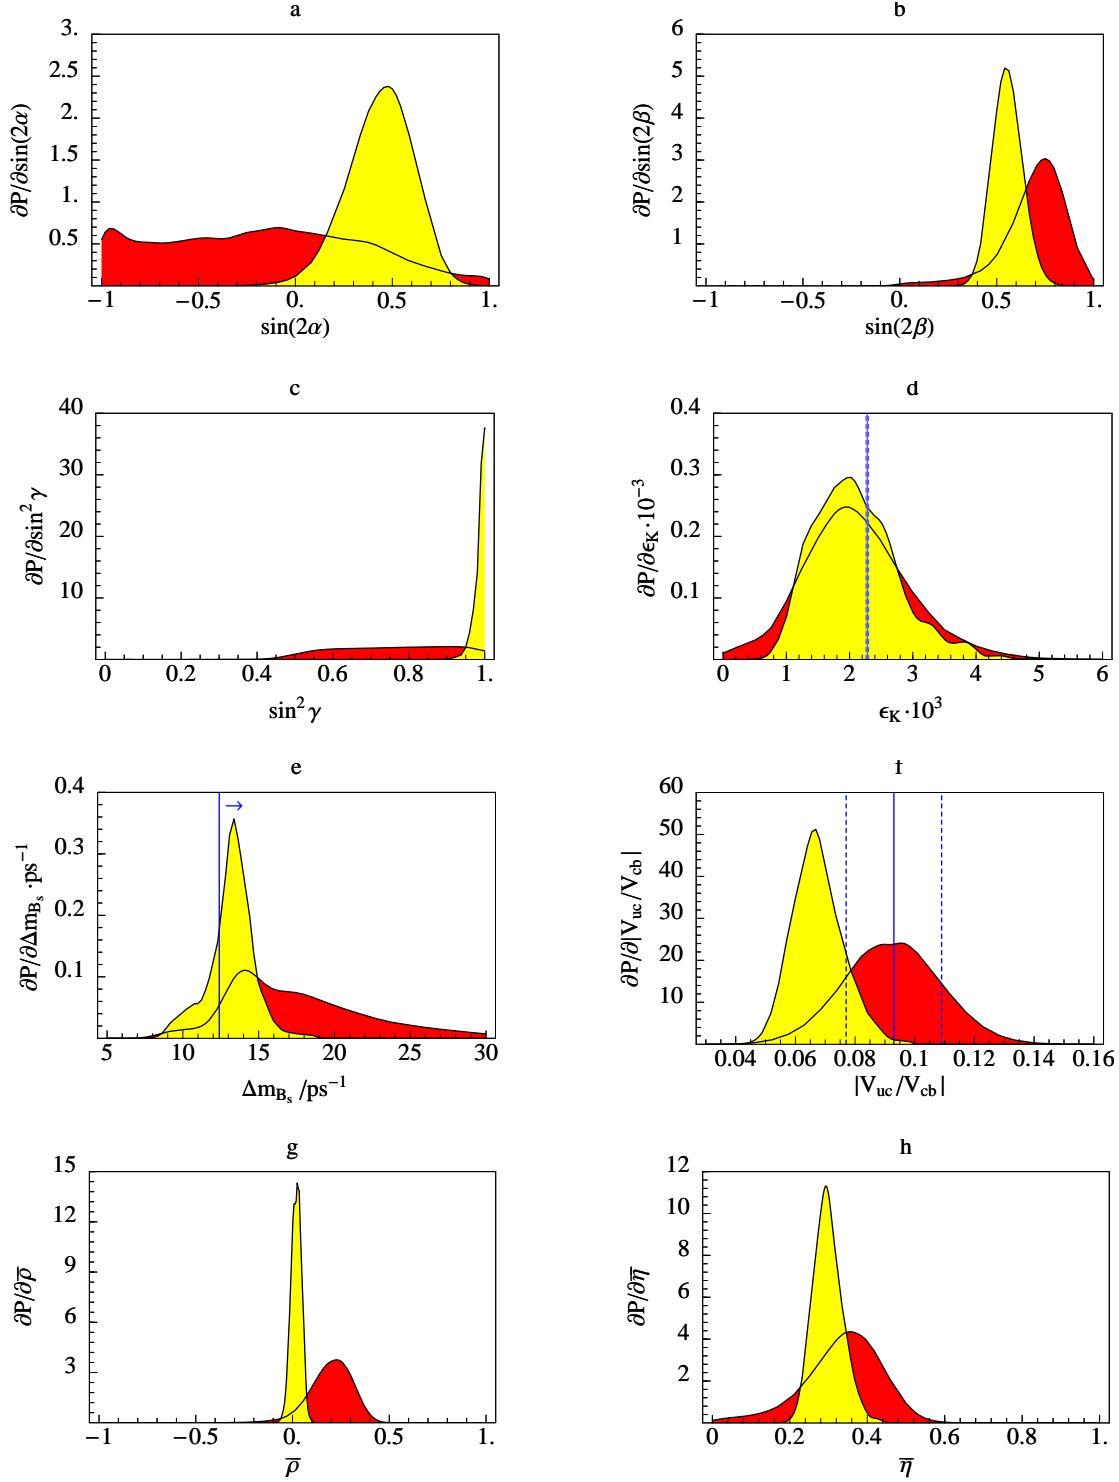 a
3.
2.5
2.
1.5
1.
0.5
∂P/∂sin(2α)
−1 −0.5 0. 0.5 1.
sin(2α)
b
6
5
4
3
2
1
∂P/∂sin(2β)
−1 −0.5 0. 0.5 1.
sin(2β)
c
40
30
20
10
∂P/∂sin² γ
0 0.2 0.4 0.6 0.8 1.
sin² γ
d
0.4
0.3
0.2
0.1
∂P/∂ϵK·10⁻³
0 1 2 3 4 5 6
ϵK·10³
e
0.4
0.3
0.2
0.1
∂P/∂ΔmBs·ps⁻¹
→
5 10 15 20 25 30
ΔmBs/ps⁻¹
f
60
50
40
30
20
10
∂P/∂|Vuc/Vcb|
0.04 0.06 0.08 0.1 0.12 0.14 0.16
|Vuc/Vcb|
g
15
12
9
6
3
∂P/∂ρ̅
−1 −0.5 0. 0.5 1.
ρ̅
h
12
10
8
6
4
2
∂P/∂η̅
0 0.2 0.4 0.6 0.8 1.
η̅